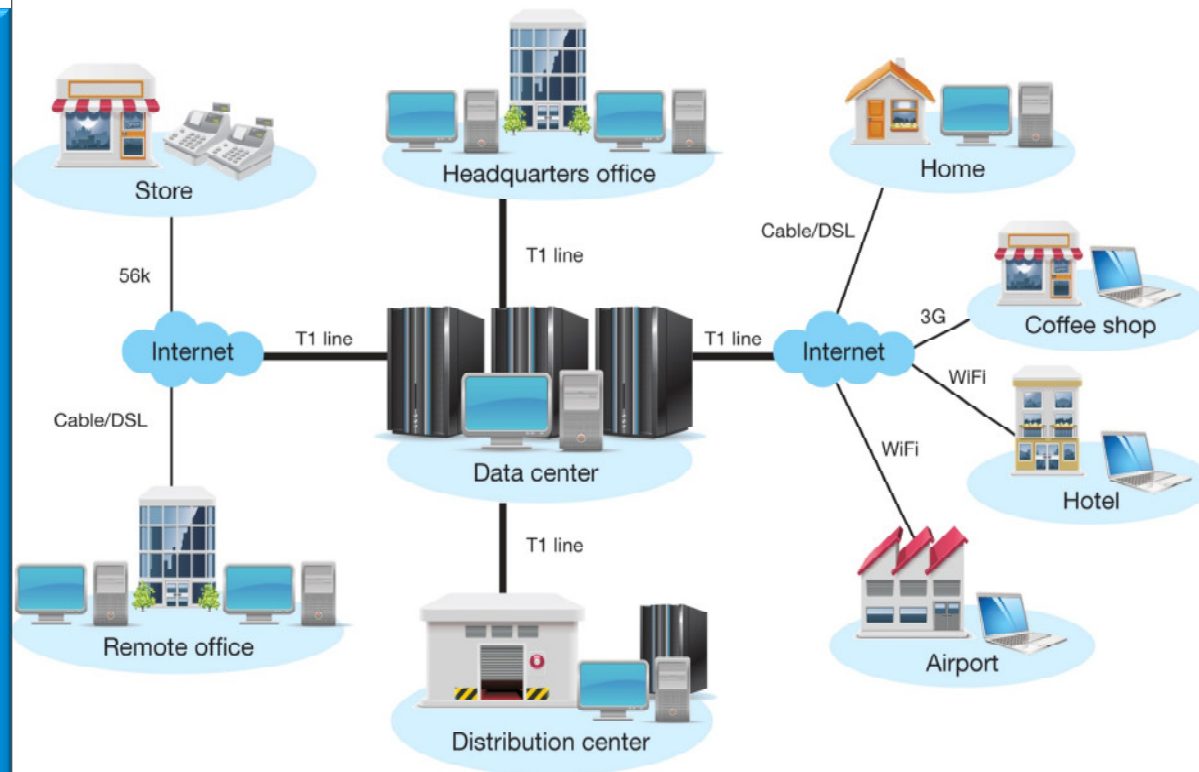 Headquarters office
Home
Store
T1 line
Cable/DSL
56k
3G
Coffee shop
Internet
T1 line
T1 line
Internet
WiFi
Cable/DSL
WiFi
Data center
Hotel
T1 line
Remote office
Airport
Distribution center